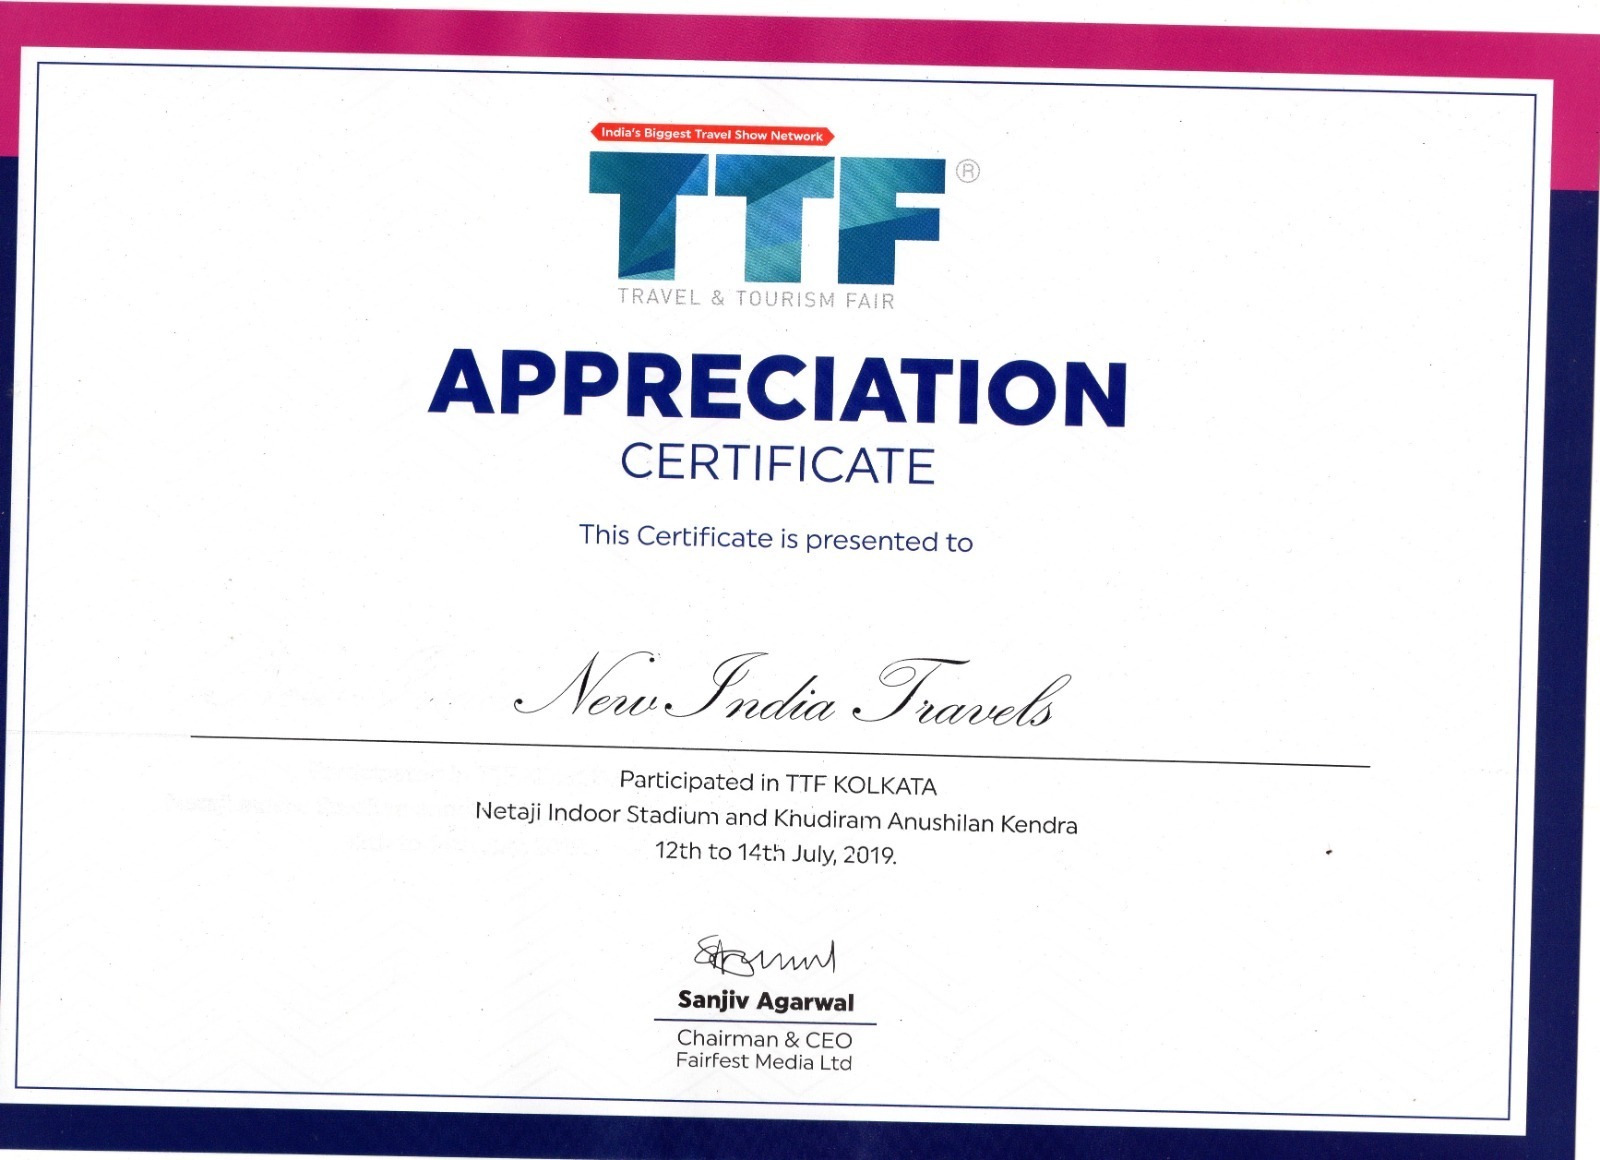 India's Biggest Travel Show Network
TTF ®
TRAVEL & TOURISM FAIR
APPRECIATION
CERTIFICATE
This Certificate is presented to
New India Travels
Participated in TTF KOLKATA
Netaji Indoor Stadium and Khudiram Anushilan Kendra
12th to 14th July, 2019.
Sanjiv Agarwal
Chairman & CEO
Fairfest Media Ltd